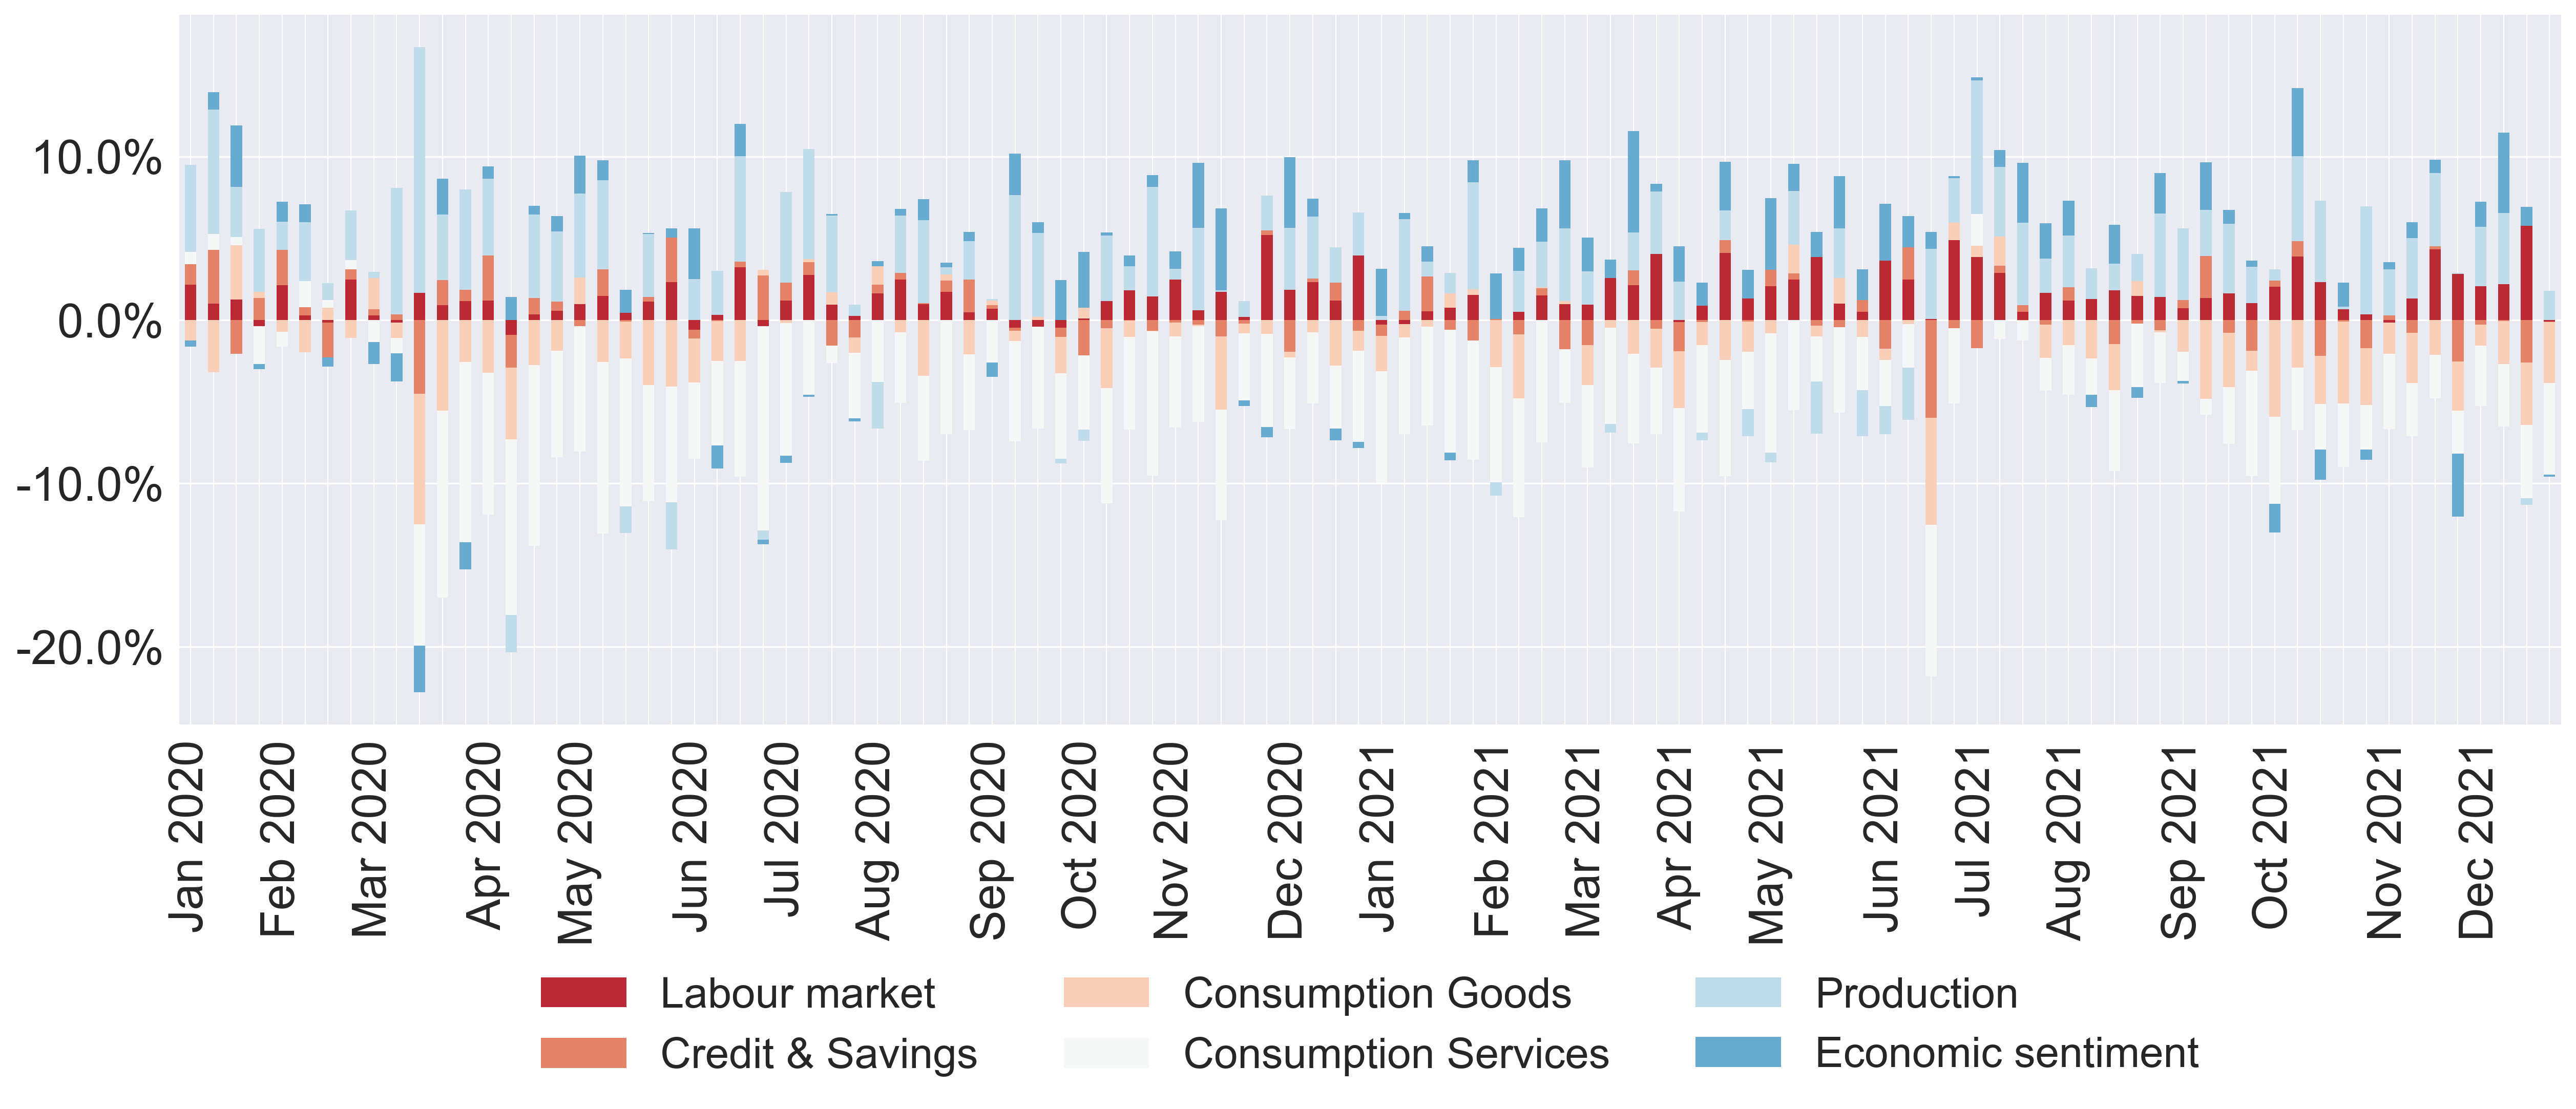 10.0%
0.0%
-10.0%
-20.0%
Jan 2020
Feb 2020
Mar 2020
Apr 2020
May 2020
Jun 2020
Jul 2020
Aug 2020
Sep 2020
Oct 2020
Nov 2020
Dec 2020
Jan 2021
Feb 2021
Mar 2021
Apr 2021
May 2021
Jun 2021
Jul 2021
Aug 2021
Sep 2021
Oct 2021
Nov 2021
Dec 2021
Labour market
Credit & Savings
Consumption Goods
Consumption Services
Production
Economic sentiment